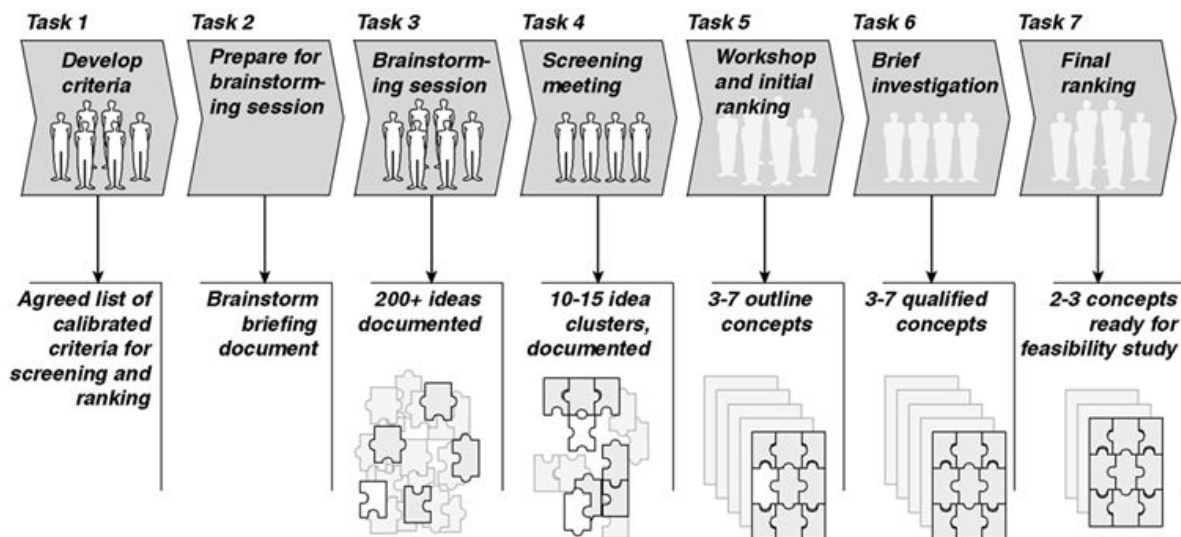 Task 1
Develop
criteria
Task 2
Prepare for
brainstorm-
ing session
Task 3
Brainstorm-
ing session
Task 4
Screening
meeting
Task 5
Workshop
and initial
ranking
Task 6
Brief
investigation
Task 7
Final
ranking
Agreed list of
calibrated
criteria for
screening and
ranking
Brainstorm
briefing
document
200+ ideas
documented
10-15 idea
clusters,
documented
3-7 outline
concepts
3-7 qualified
concepts
2-3 concepts
ready for
feasibility study